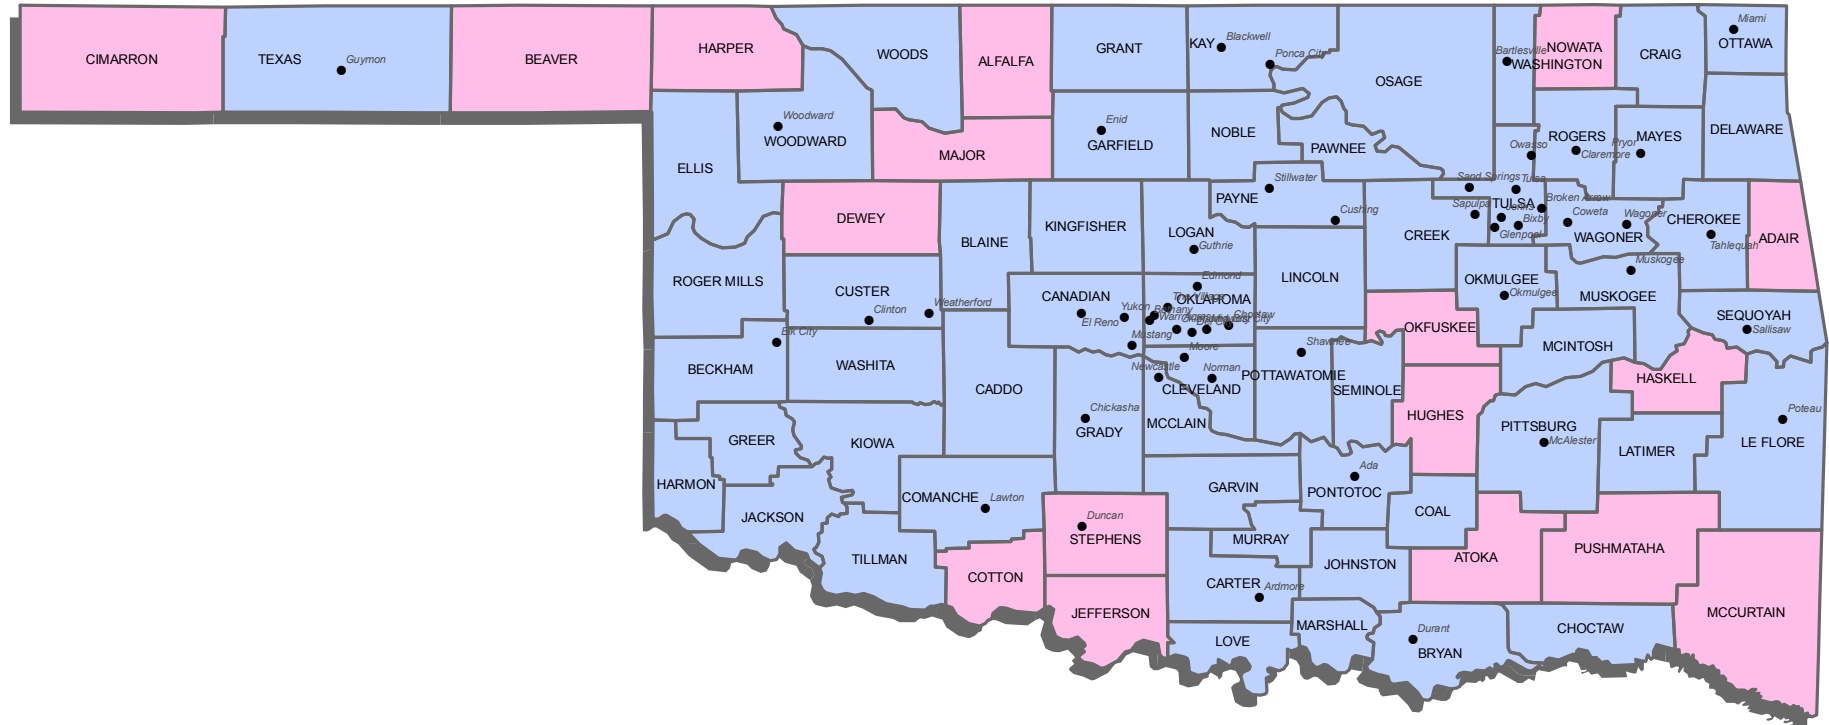 CIMARRON
TEXAS
Guymon
BEAVER
HARPER
WOODS
ALFALFA
GRANT
KAY
Blackwell
Ponca City
OSAGE
Bartlesville
WASHINGTON
NOWATA
CRAIG
Miami
OTTAWA
ELLIS
Woodward
WOODWARD
MAJOR
Enid
GARFIELD
NOBLE
PAWNEE
Owasso
ROGERS
Claremore
Pryor
MAYES
DELAWARE
DEWEY
BLAINE
KINGFISHER
LOGAN
Guthrie
PAYNE
Stillwater
Cushing
CREEK
Sand Springs
Tulsa
Sapulpa
TULSA
Broken Arrow
Bixby
Glenpool
Coweta
Wagoner
WAGONER
CHEROKEE
Tahlequah
ADAIR
ROGER MILLS
CUSTER
Clinton
Weatherford
CANADIAN
El Reno
Yukon
Mustang
Edmond
OKLAHOMA
Bethany
Choctaw
LINCOLN
OKMULGEE
Okmulgee
Muskogee
MUSKOGEE
SEQUOYAH
Sallisaw
BECKHAM
Elk City
WASHITA
CADDO
Chickasha
GRADY
Newcastle
Moore
Norman
CLEVELAND
MCCLAIN
Shawnee
POTTAWATOMIE
SEMINOLE
OKFUSKEE
HUGHES
MCINTOSH
HASKELL
PITTSBURG
McAlester
LATIMER
Poteau
LE FLORE
GREER
KIOWA
HARMON
JACKSON
TILLMAN
COMANCHE
Lawton
COTTON
Duncan
STEPHENS
JEFFERSON
GARVIN
MURRAY
CARTER
Ardmore
LOVE
Ada
PONTOTOC
JOHNSTON
MARSHALL
COAL
ATOKA
Durant
BRYAN
PUSHMATAHA
CHOCTAW
MCCURTAIN